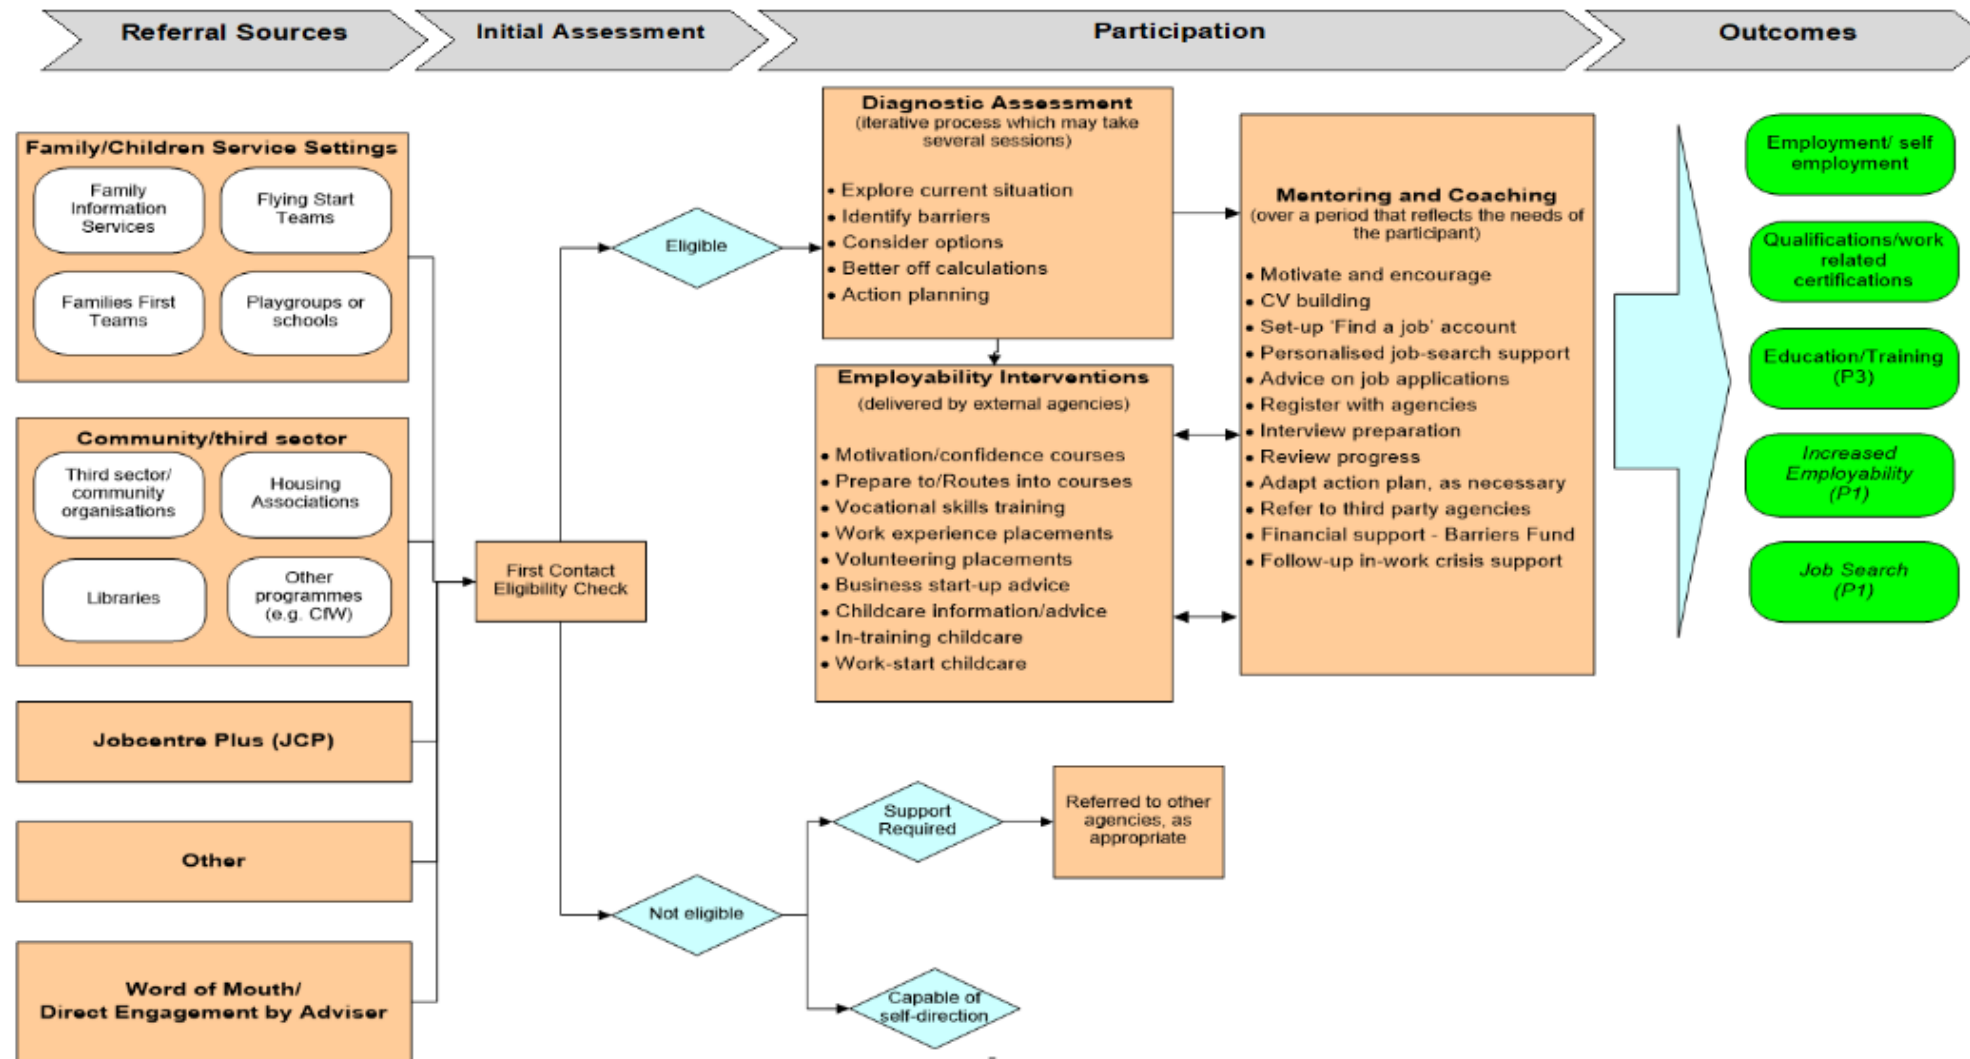 Referral Sources
Initial Assessment
Participation
Outcomes
Family/Children Service Settings
Family
Information
Services
Flying Start
Teams
Families First
Teams
Playgroups or
schools
Community/third sector
Third sector/
community
organisations
Housing
Associations
Libraries
Other
programmes
(e.g. CfW)
Jobcentre Plus (JCP)
Other
Word of Mouth/
Direct Engagement by Adviser
First Contact
Eligibility Check
Eligible
Not eligible
Diagnostic Assessment
(iterative process which may take
several sessions)
• Explore current situation
• Identify barriers
• Consider options
• Better off calculations
• Action planning
Employability Interventions
(delivered by external agencies)
• Motivation/confidence courses
• Prepare to/Routes into courses
• Vocational skills training
• Work experience placements
• Volunteering placements
• Business start-up advice
• Childcare information/advice
• In-training childcare
• Work-start childcare
Mentoring and Coaching
(over a period that reflects the needs of
the participant)
• Motivate and encourage
• CV building
• Set-up 'Find a job' account
• Personalised job-search support
• Advice on job applications
• Register with agencies
• Interview preparation
• Review progress
• Adapt action plan, as necessary
• Refer to third party agencies
• Financial support - Barriers Fund
• Follow-up in-work crisis support
Support
Required
Referred to other
agencies, as
appropriate
Capable of
self-direction
Employment/ self
employment
Qualifications/work
related
certifications
Education/Training
(P3)
Increased
Employability
(P1)
Job Search
(P1)